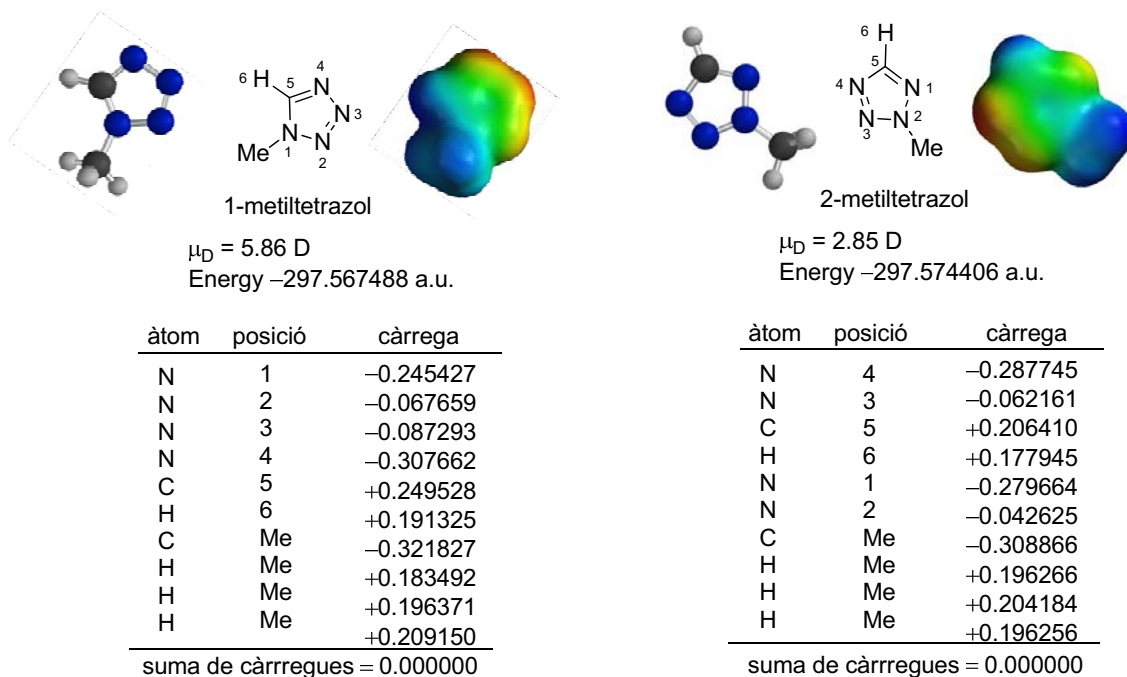 6 H
5
4
N
N 3
N 2
N
1
Me
1-metiltetrazol
μD = 5.86 D
Energy −297.567488 a.u.
àtom posició càrrega
N 1 −0.245427
N 2 −0.067659
N 3 −0.087293
N 4 −0.307662
C 5 +0.249528
H 6 +0.191325
C Me −0.321827
H Me +0.183492
H Me +0.196371
H Me +0.209150
suma de càrrregues = 0.000000
6 H
5
4 N
N 1
N 2
N
3
Me
2-metiltetrazol
μD = 2.85 D
Energy −297.574406 a.u.
àtom posició càrrega
N 4 −0.287745
N 3 −0.062161
C 5 +0.206410
H 6 +0.177945
N 1 −0.279664
N 2 −0.042625
C Me −0.308866
H Me +0.196266
H Me +0.204184
H Me +0.196256
suma de càrrregues = 0.000000